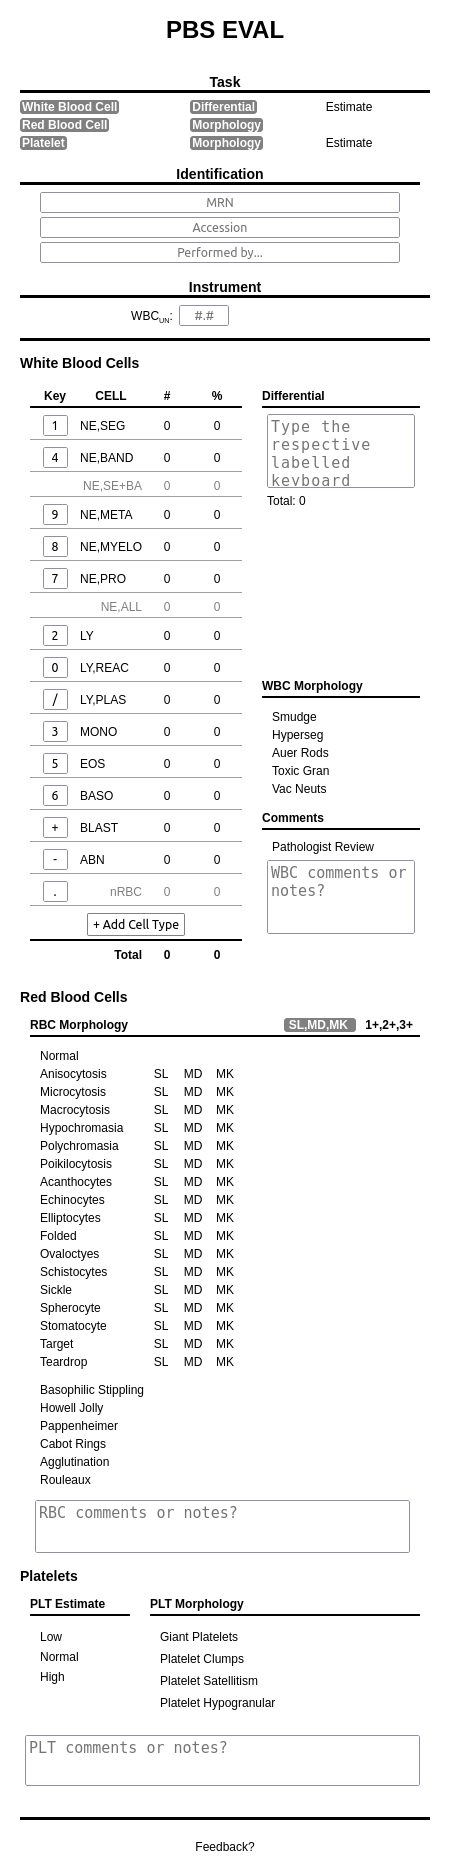 PBS EVAL
Task
White Blood Cell Differential Estimate
Red Blood Cell Morphology
Platelet Morphology Estimate
Identification
MRN
Accession
Performed by...
Instrument
WBCUN: #.#
White Blood Cells
Key CELL # %
1 NE,SEG 0 0
4 NE,BAND 0 0
NE,SE+BA 0 0
9 NE,META 0 0
8 NE,MYELO 0 0
7 NE,PRO 0 0
NE,ALL 0 0
2 LY 0 0
0 LY,REAC 0 0
/ LY,PLAS 0 0
3 MONO 0 0
5 EOS 0 0
6 BASO 0 0
+ BLAST 0 0
- ABN 0 0
. nRBC 0 0
+ Add Cell Type
Total 0 0
Differential
Type the
respective
labelled
keyboard
Total: 0
WBC Morphology
Smudge
Hyperseg
Auer Rods
Toxic Gran
Vac Neuts
Comments
Pathologist Review
WBC comments or
notes?
Red Blood Cells
RBC Morphology SL,MD,MK 1+,2+,3+
Normal
Anisocytosis SL MD MK
Microcytosis SL MD MK
Macrocytosis SL MD MK
Hypochromasia SL MD MK
Polychromasia SL MD MK
Poikilocytosis SL MD MK
Acanthocytes SL MD MK
Echinocytes SL MD MK
Elliptocytes SL MD MK
Folded SL MD MK
Ovaloctyes SL MD MK
Schistocytes SL MD MK
Sickle SL MD MK
Spherocyte SL MD MK
Stomatocyte SL MD MK
Target SL MD MK
Teardrop SL MD MK
Basophilic Stippling
Howell Jolly
Pappenheimer
Cabot Rings
Agglutination
Rouleaux
RBC comments or notes?
Platelets
PLT Estimate
Low
Normal
High
PLT Morphology
Giant Platelets
Platelet Clumps
Platelet Satellitism
Platelet Hypogranular
PLT comments or notes?
Feedback?